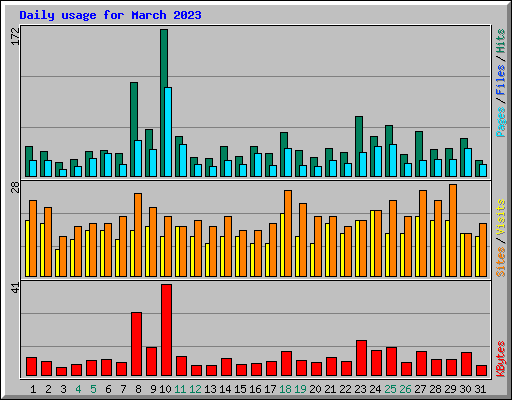 Daily usage for March 2023
172
Pages / Files / Hits
28
Sites / Visits
41
KBytes
1 2 3 4 5 6 7 8 9 10 11 12 13 14 15 16 17 18 19 20 21 22 23 24 25 26 27 28 29 30 31